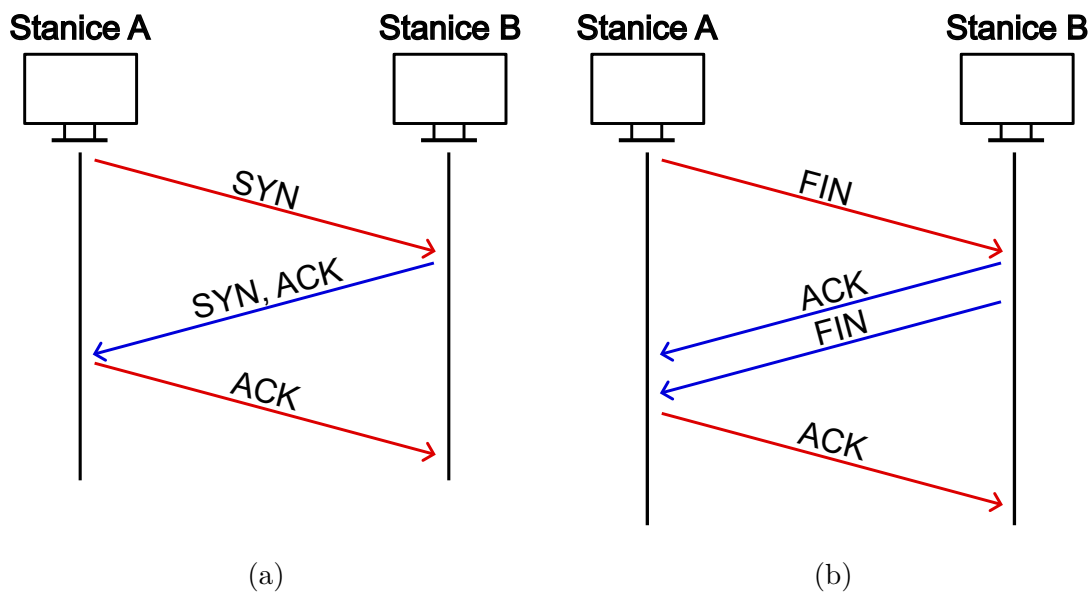 Stanice A
Stanice B
SYN
SYN, ACK
ACK
(a)
Stanice A
Stanice B
FIN
ACK
FIN
ACK
(b)